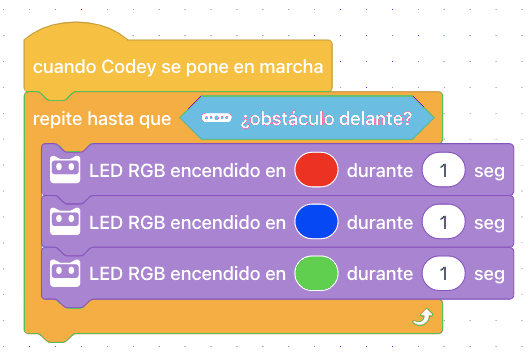 cuando Codey se pone en marcha
repite hasta que ¿obstáculo delante?
LED RGB encendido en durante 1 seg
LED RGB encendido en durante 1 seg
LED RGB encendido en durante 1 seg